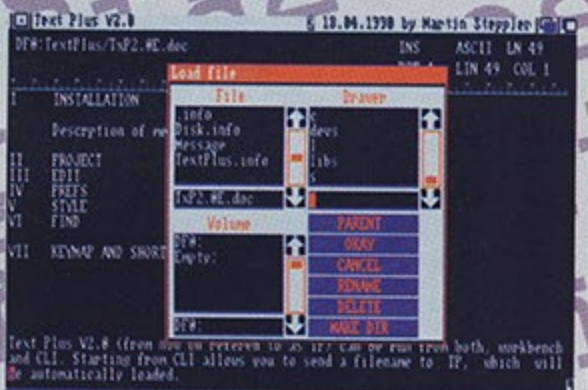 Text Plus V2.0 © 18.04.1990 by Martin Steppler
DF0:TextPlus/TxP2.0E.doc INS ASCII LN 49
LIN 49 COL 1
Load file
File
.info
Disk.info
Message
TextPlus.info
TxP2.0E.doc
Drawer
c
devs
l
libs
s
Volume
DF0:
Empty:
DF0:
PARENT
OKAY
CANCEL
RENAME
DELETE
MAKE DIR
I INSTALLATION
Description of
II PROJECT
III EDIT
IV PREFS
V STYLE
VI FIND
VII KEYMAP AND SHORT
Text Plus V2.0 (from now on refered to as TP) can be run from both, workbench
and CLI. Starting from CLI allows you to send a filename to TP, which will
be automatically loaded.